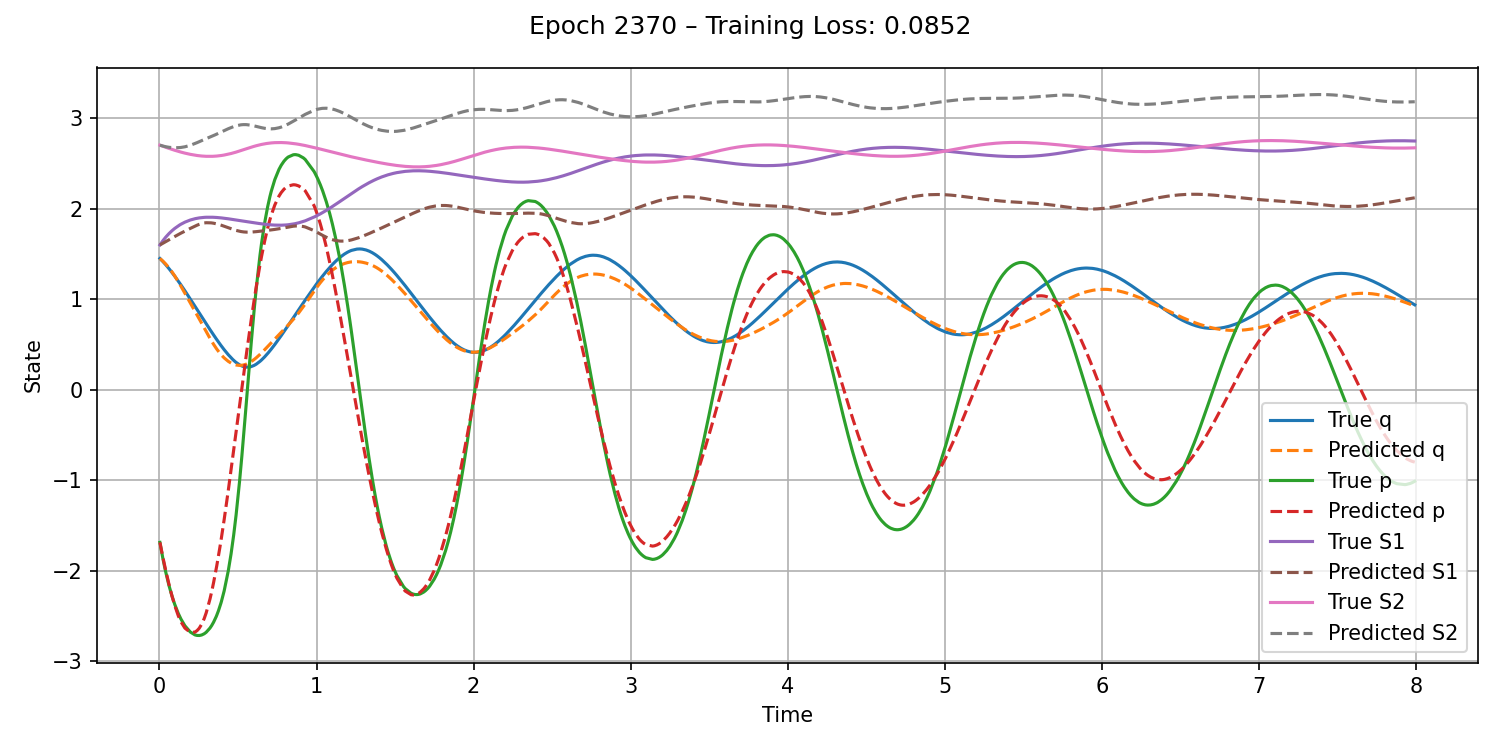 Epoch 2370 – Training Loss: 0.0852
3
2
1
0
−1
−2
−3
State
0 1 2 3 4 5 6 7 8
Time
True q
Predicted q
True p
Predicted p
True S1
Predicted S1
True S2
Predicted S2